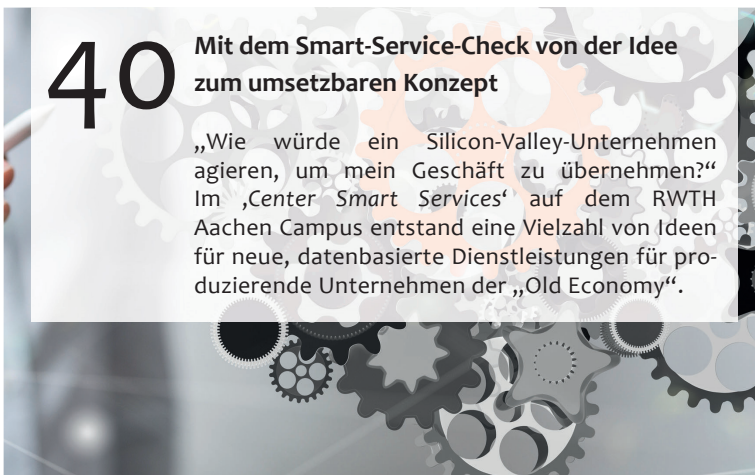 40
Mit dem Smart-Service-Check von der Idee
zum umsetzbaren Konzept
„Wie würde ein Silicon-Valley-Unternehmen
agieren, um mein Geschäft zu übernehmen?“
Im ‚Center Smart Services‘ auf dem RWTH
Aachen Campus entstand eine Vielzahl von Ideen
für neue, datenbasierte Dienstleistungen für pro-
duzierende Unternehmen der „Old Economy“.